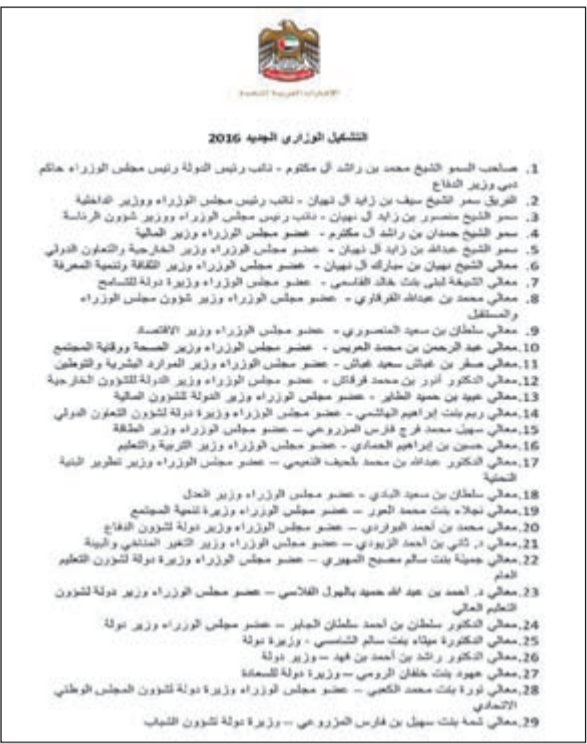 الإمارات العربية المتحدة
التشكيل الوزاري الجديد 2016
1. صاحب السمو الشيخ محمد بن راشد آل مكتوم - نائب رئيس الدولة رئيس مجلس الوزراء حاكم
دبي وزير الدفاع
2. الفريق سمو الشيخ سيف بن زايد آل نهيان - نائب رئيس مجلس الوزراء ووزير الداخلية
3. سمو الشيخ منصور بن زايد آل نهيان - نائب رئيس مجلس الوزراء ووزير شؤون الرئاسة
4. سمو الشيخ حمدان بن راشد آل مكتوم - عضو مجلس الوزراء وزير المالية
5. سمو الشيخ عبدالله بن زايد آل نهيان - عضو مجلس الوزراء وزير الخارجية والتعاون الدولي
6. معالي الشيخ نهيان بن مبارك آل نهيان - عضو مجلس الوزراء وزير الثقافة وتنمية المعرفة
7. معالي الشيخة لبنى بنت خالد القاسمي - عضو مجلس الوزراء وزيرة دولة للتسامح
8. معالي محمد بن عبدالله القرقاوي - عضو مجلس الوزراء وزير شؤون مجلس الوزراء
والمستقبل
9. معالي سلطان بن سعيد المنصوري - عضو مجلس الوزراء وزير الاقتصاد
10. معالي عبد الرحمن بن محمد العويس - عضو مجلس الوزراء وزير الصحة ووقاية المجتمع
11. معالي صقر بن غباش سعيد غباش - عضو مجلس الوزراء وزير الموارد البشرية والتوطين
12. معالي الدكتور أنور بن محمد قرقاش - عضو مجلس الوزراء وزير الدولة للشؤون الخارجية
13. معالي عبيد بن حميد الطاير - عضو مجلس الوزراء وزير الدولة للشؤون المالية
14. معالي ريم بنت إبراهيم الهاشمي - عضو مجلس الوزراء وزيرة دولة لشؤون التعاون الدولي
15. معالي سهيل محمد فرج فارس المزروعي – عضو مجلس الوزراء وزير الطاقة
16. معالي حسين بن إبراهيم الحمادي - عضو مجلس الوزراء وزير التربية والتعليم
17. معالي الدكتور عبدالله بن محمد بلحيف النعيمي – عضو مجلس الوزراء وزير تطوير البنية
التحتية
18. معالي سلطان بن سعيد البادي - عضو مجلس الوزراء وزير العدل
19. معالي نجلاء بنت محمد العور – عضو مجلس الوزراء وزيرة تنمية المجتمع
20. معالي محمد بن أحمد البواردي – عضو مجلس الوزراء وزير دولة لشؤون الدفاع
21. معالي د. ثاني بن أحمد الزيودي – عضو مجلس الوزراء وزير التغير المناخي والبيئة
22. معالي جميلة بنت سالم مصبح المهيري – عضو مجلس الوزراء وزيرة دولة لشؤون التعليم
العام
23. معالي د. أحمد بن عبد الله حميد بالهول الفلاسي – عضو مجلس الوزراء وزير دولة لشؤون
التعليم العالي
24. معالي الدكتور سلطان بن أحمد سلطان الجابر – عضو مجلس الوزراء وزير دولة
25. معالي الدكتورة ميثاء بنت سالم الشامسي - وزيرة دولة
26. معالي الدكتور راشد بن أحمد بن فهد – وزير دولة
27. معالي عهود بنت خلفان الرومي – وزيرة دولة للسعادة
28. معالي نورة بنت محمد الكعبي – عضو مجلس الوزراء وزيرة دولة لشؤون المجلس الوطني
الاتحادي
29. معالي شمه بنت سهيل بن فارس المزروعي – وزيرة دولة لشؤون الشباب